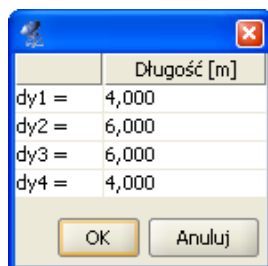 Długość [m]
dy1 = 4,000
dy2 = 6,000
dy3 = 6,000
dy4 = 4,000
OK Anuluj